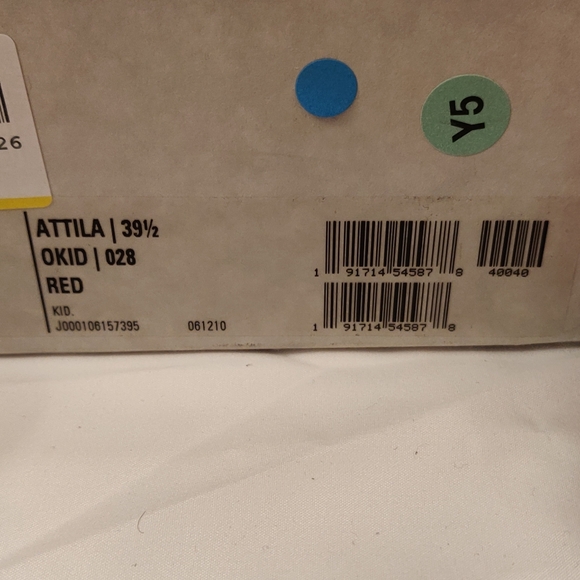 26
Y5
ATTILA | 39½
OKID | 028
RED
KID.
J000106157395 061210
1 91714 54587 8
40040
1 91714 54587 8